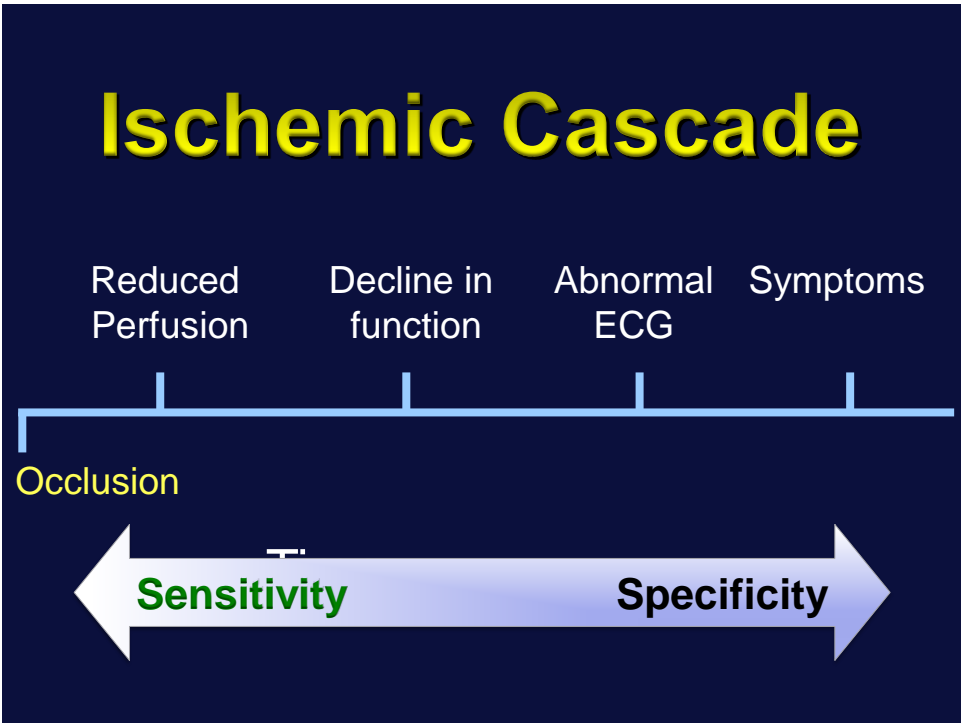 Ischemic Cascade
Reduced
Perfusion
Decline in
function
Abnormal
ECG
Symptoms
Occlusion
Sensitivity
Specificity